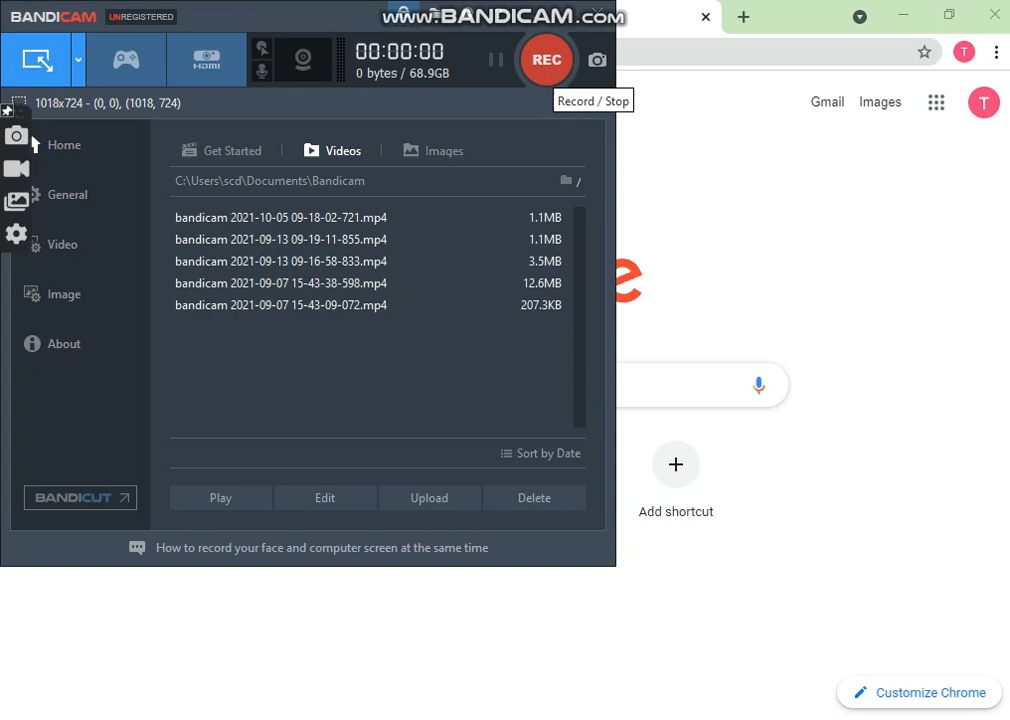 BANDICAM UNREGISTERED
www.BANDICAM.com
HDMI
00:00:00
0 bytes / 68.9GB
REC
Record / Stop
1018x724 - (0, 0), (1018, 724)
Gmail Images T
T
Home
General
Video
Image
About
BANDICUT
Get Started Videos Images
C:\Users\scd\Documents\Bandicam /
bandicam 2021-10-05 09-18-02-721.mp4 1.1MB
bandicam 2021-09-13 09-19-11-855.mp4 1.1MB
bandicam 2021-09-13 09-16-58-833.mp4 3.5MB
bandicam 2021-09-07 15-43-38-598.mp4 12.6MB
bandicam 2021-09-07 15-43-09-072.mp4 207.3KB
Sort by Date
Play Edit Upload Delete
How to record your face and computer screen at the same time
e
Add shortcut
Customize Chrome